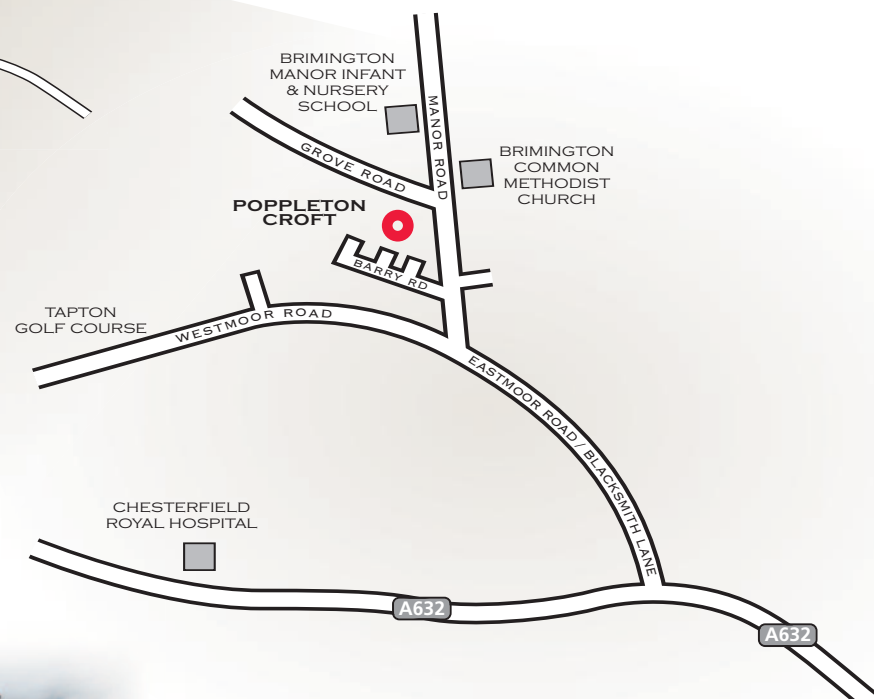 BRIMINGTON
MANOR INFANT
& NURSERY
SCHOOL
MANOR ROAD
GROVE ROAD
BRIMINGTON
COMMON
METHODIST
CHURCH
POPPLETON
CROFT
BARRY RD
TAPTON
GOLF COURSE
WESTMOOR ROAD
EASTMOOR ROAD / BLACKSMITH LANE
CHESTERFIELD
ROYAL HOSPITAL
A632
A632